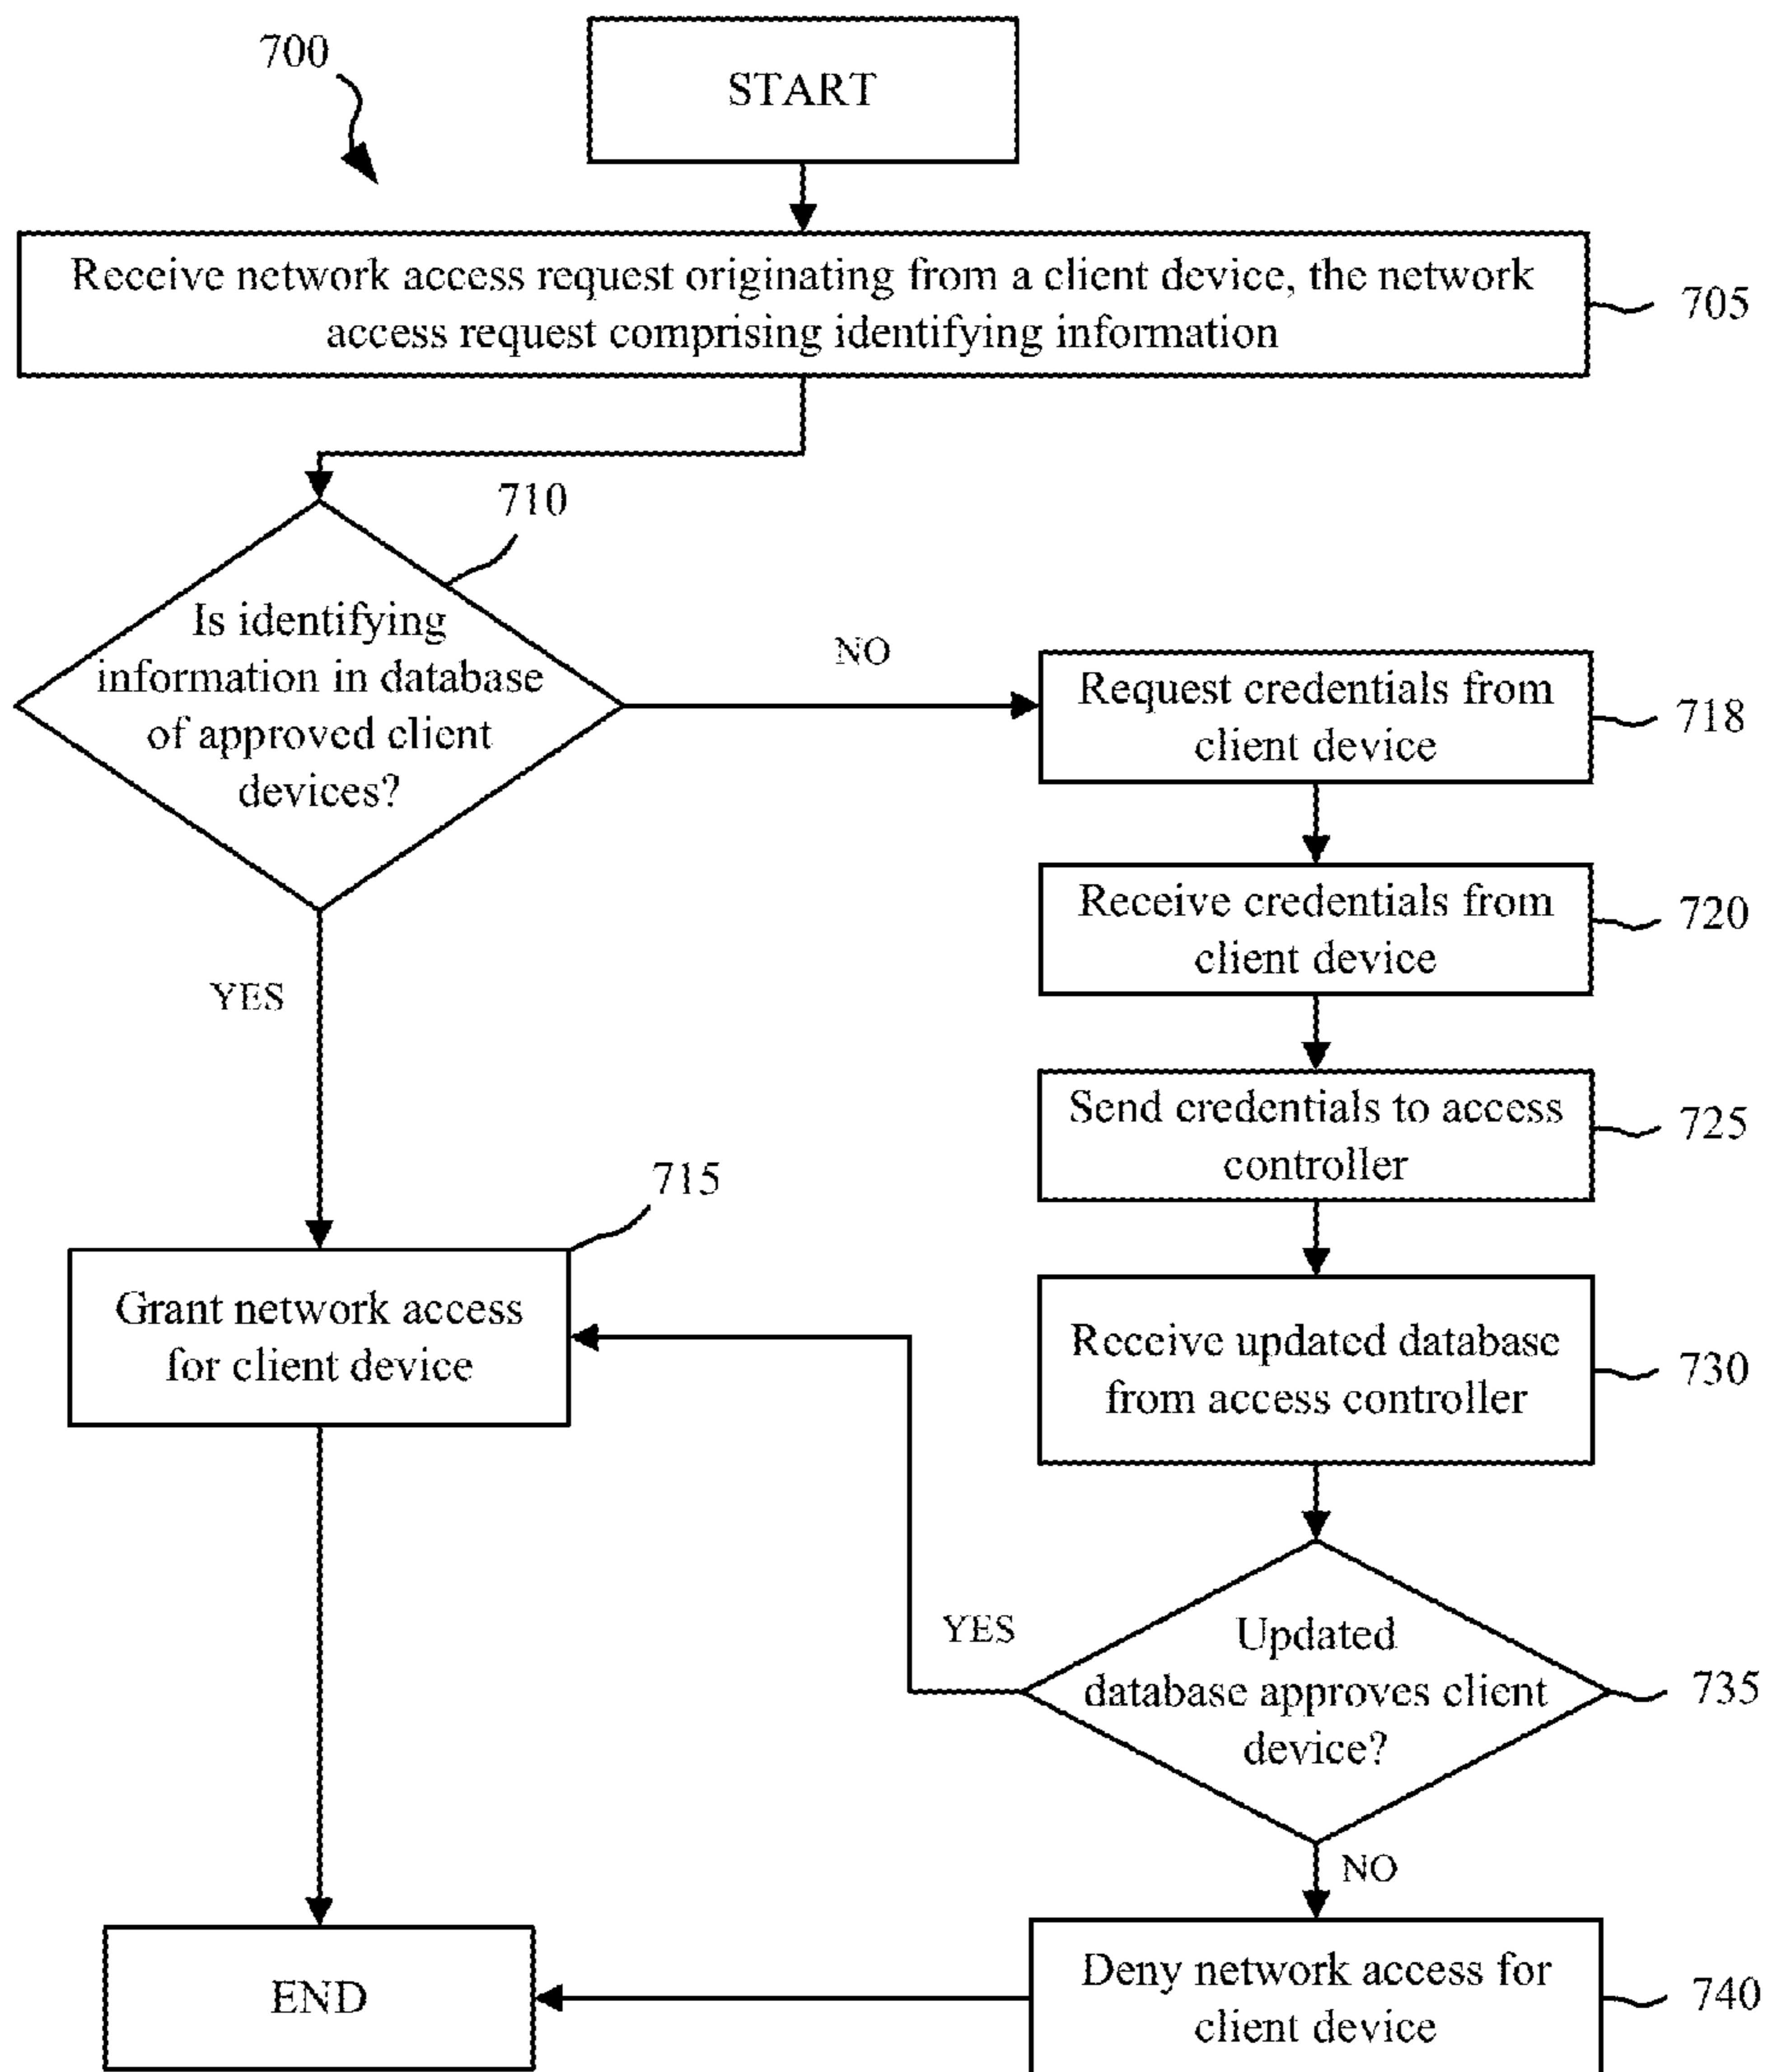 700
START
Receive network access request originating from a client device, the network
access request comprising identifying information
705
710
Is identifying
information in database
of approved client
devices?
NO
Request credentials from
client device
718
Receive credentials from
client device
720
YES
Send credentials to access
controller
725
715
Grant network access
for client device
Receive updated database
from access controller
730
YES
Updated
database approves client
device?
735
NO
END
Deny network access for
client device
740